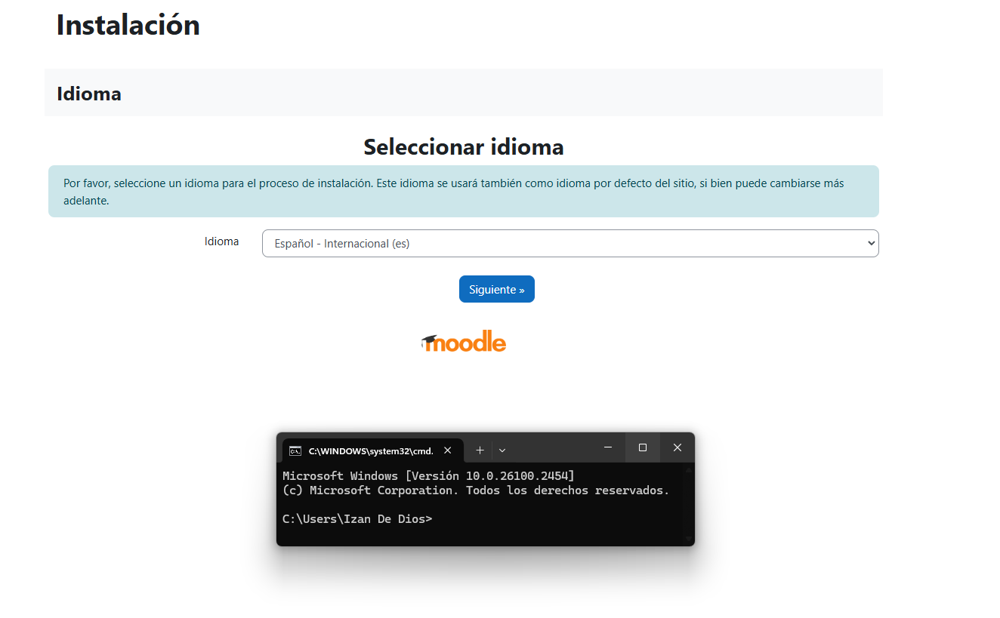 Instalación
Idioma
Seleccionar idioma
Por favor, seleccione un idioma para el proceso de instalación. Este idioma se usará también como idioma por defecto del sitio, si bien puede cambiarse más
adelante.
Idioma
Español - Internacional (es)
Siguiente »
moodle
C:\WINDOWS\system32\cmd.
Microsoft Windows [Versión 10.0.26100.2454]
(c) Microsoft Corporation. Todos los derechos reservados.
C:\Users\Izan De Dios>